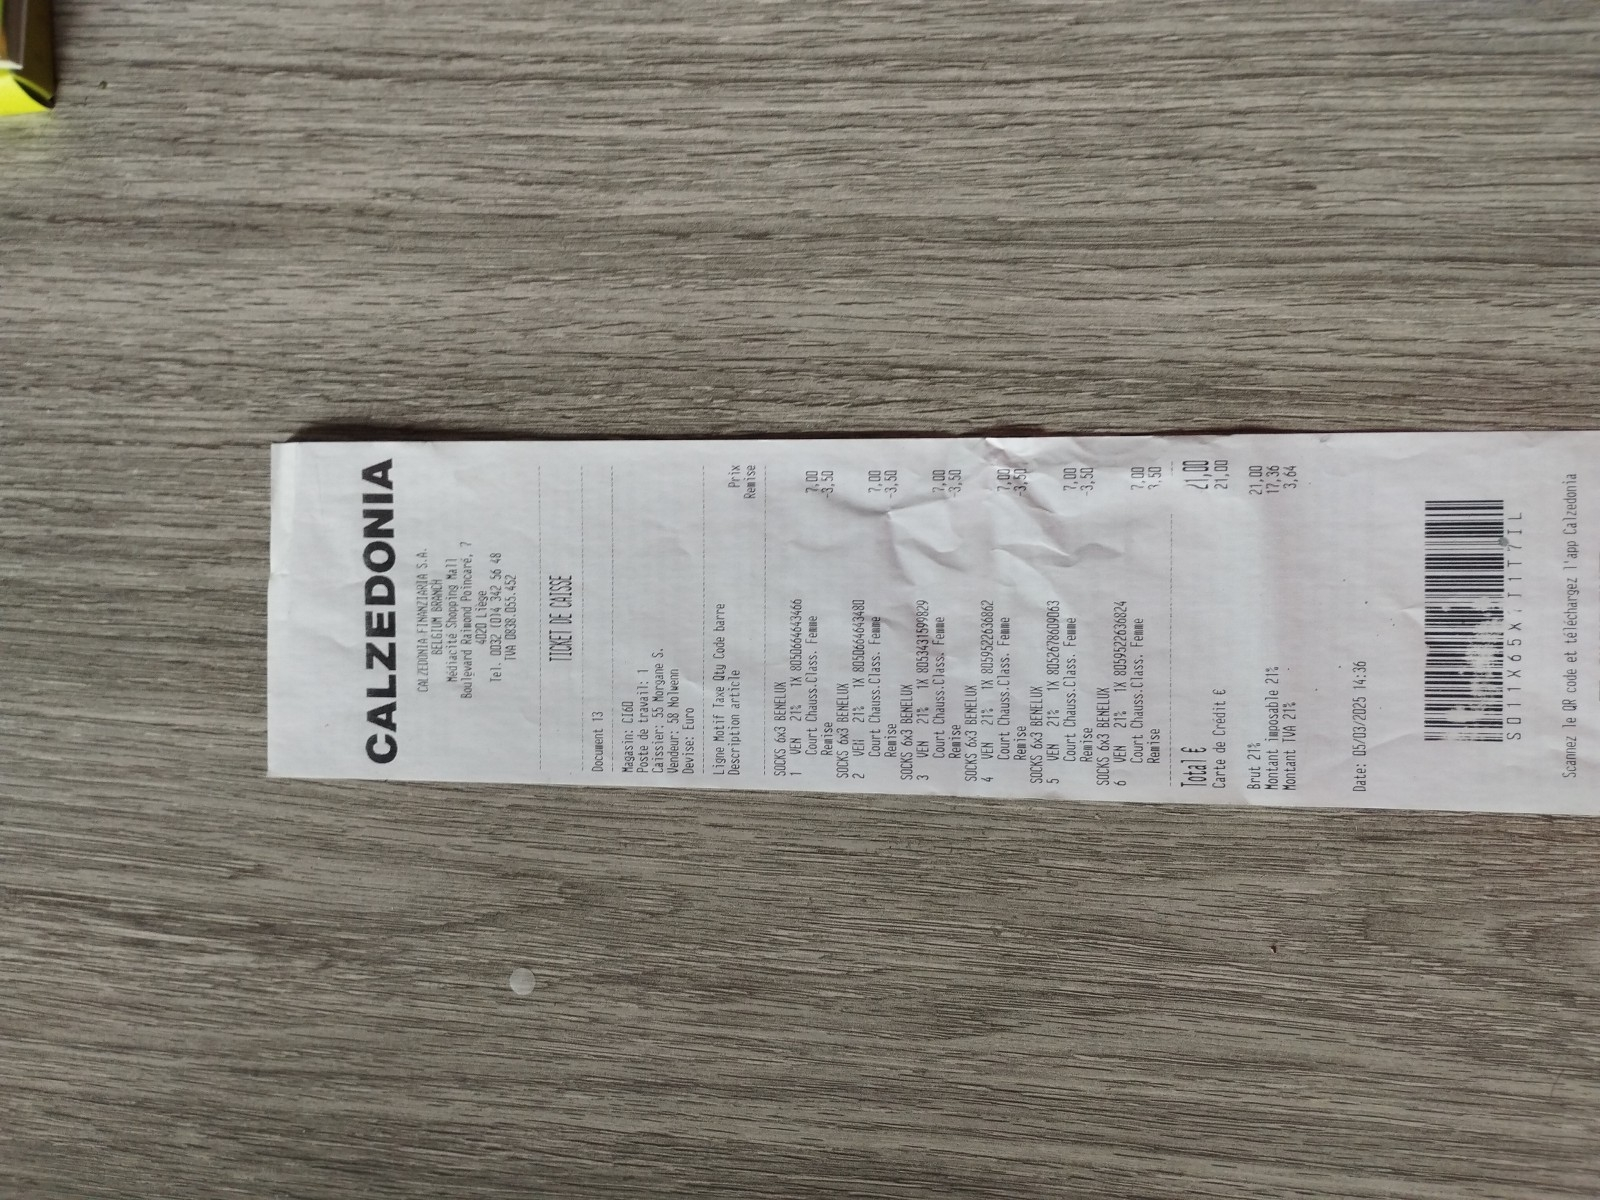 CALZEDONIA
CALZEDONIA FINANZIARIA S.A.
BELGIUM BRANCH
Médiacité Shopping Mall
Boulevard Raimond Poincaré, 7
4020 Liège
Tel. 0032 (0)4 342 56 48
TVA 0838.055.452
TICKET DE CAISSE
Document 13
Magasin: CI60
Poste de travail: 1
Caissier: 55 Morgane S.
Vendeur: 58 Nolwenn
Devise: Euro
Ligne Motif Taxe Qty Code barre Prix
Description article Remise
SOCKS 6x3 BENELUX
1 VEN 21% 1X 8050664643466 7,00
Court Chauss.Class. Femme -3,50
Remise
SOCKS 6x3 BENELUX
2 VEN 21% 1X 8050664643480 7,00
Court Chauss.Class. Femme -3,50
Remise
SOCKS 6x3 BENELUX
3 VEN 21% 1X 8053431599829 7,00
Court Chauss.Class. Femme -3,50
Remise
SOCKS 6x3 BENELUX
4 VEN 21% 1X 8059522636862 7,00
Court Chauss.Class. Femme -3,50
Remise
SOCKS 6x3 BENELUX
5 VEN 21% 1X 8052678609063 7,00
Court Chauss.Class. Femme -3,50
Remise
SOCKS 6x3 BENELUX
6 VEN 21% 1X 8059522636824 7,00
Court Chauss.Class. Femme 3,50
Remise
Total € 21,00
Carte de Crédit € 21,00
Brut 21% 21,00
Montant imposable 21% 17,36
Montant TVA 21% 3,64
Date: 05/03/2025 14:36
S011X65X.T1T7IL
Scannez le QR code et téléchargez l'app Calzedonia